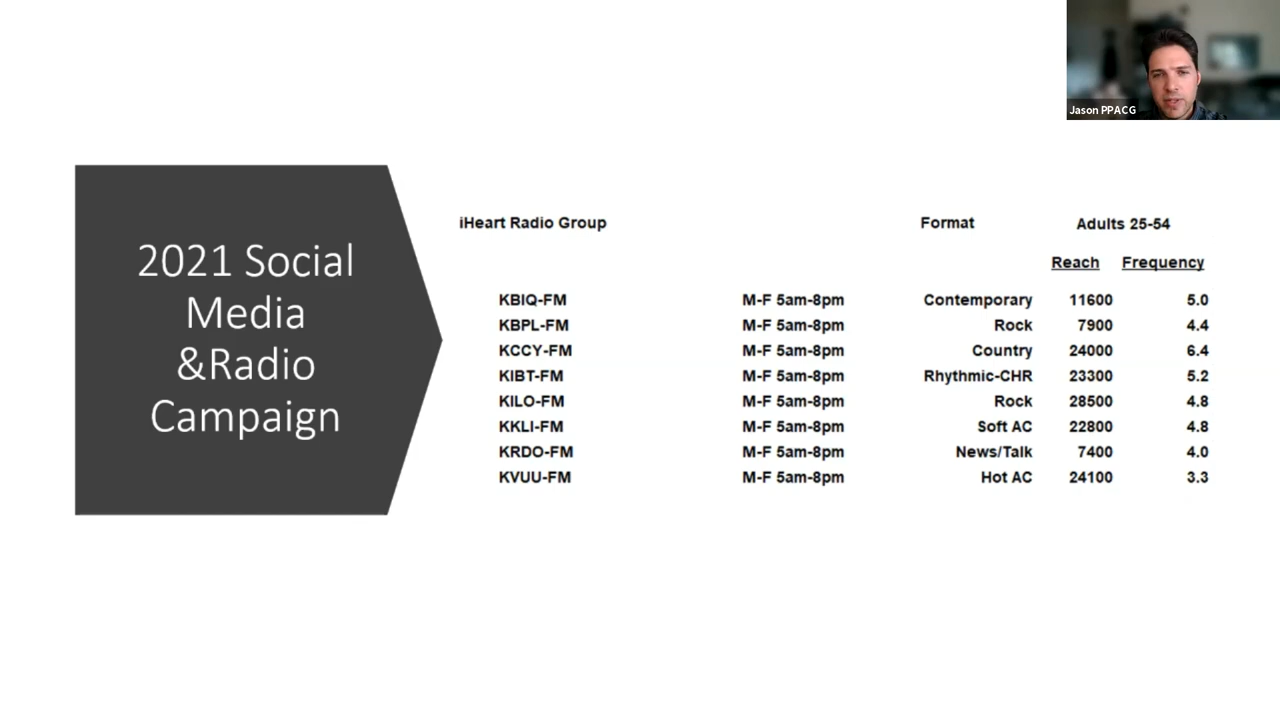 Jason PPACG
2021 Social
Media
&Radio
Campaign
iHeart Radio Group Format Adults 25-54
Reach Frequency
KBIQ-FM M-F 5am-8pm Contemporary 11600 5.0
KBPL-FM M-F 5am-8pm Rock 7900 4.4
KCCY-FM M-F 5am-8pm Country 24000 6.4
KIBT-FM M-F 5am-8pm Rhythmic-CHR 23300 5.2
KILO-FM M-F 5am-8pm Rock 28500 4.8
KKLI-FM M-F 5am-8pm Soft AC 22800 4.8
KRDO-FM M-F 5am-8pm News/Talk 7400 4.0
KVUU-FM M-F 5am-8pm Hot AC 24100 3.3